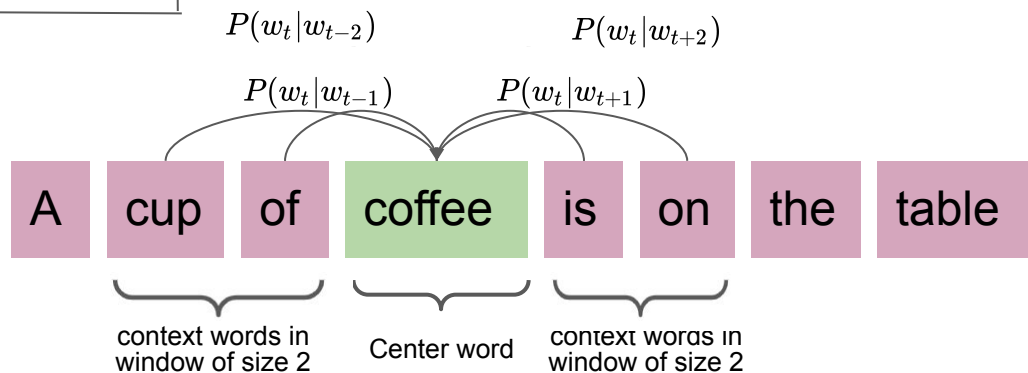 P(w_t|w_{t-2}) P(w_t|w_{t+2})
P(w_t|w_{t-1}) P(w_t|w_{t+1})
A cup of coffee is on the table
context words in
window of size 2
Center word
context words in
window of size 2